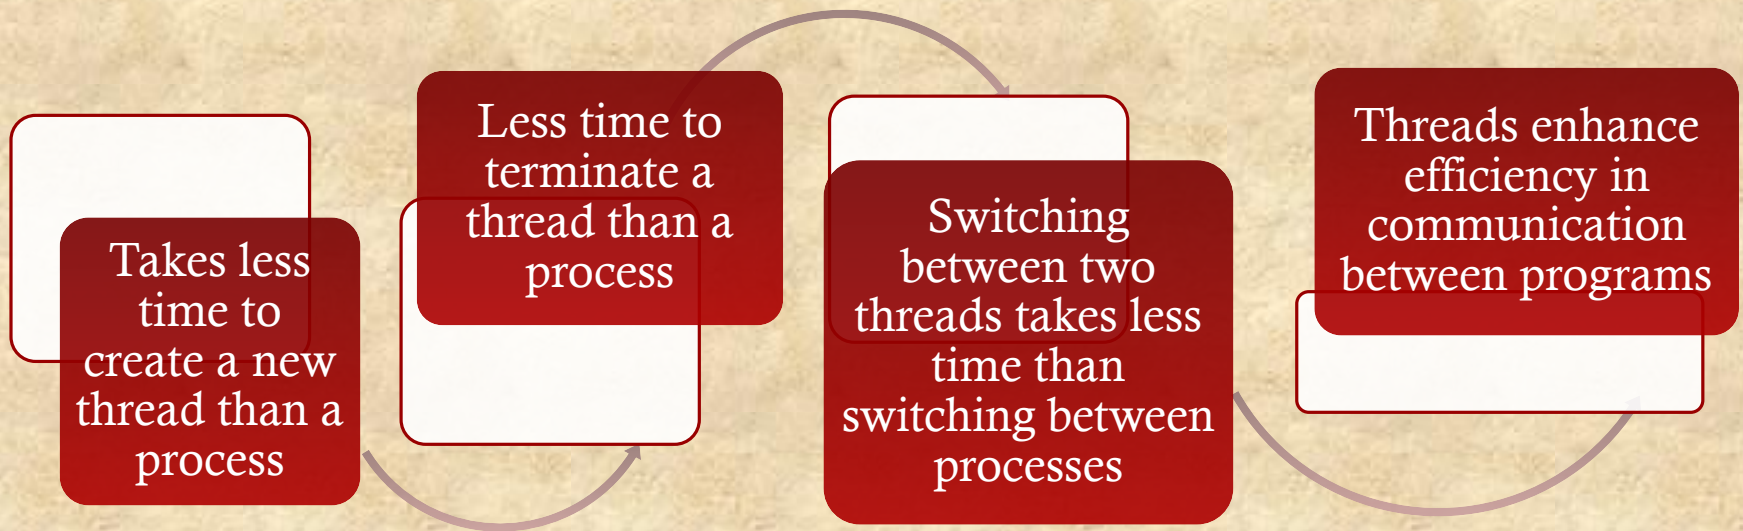 Takes less
time to
create a new
thread than a
process
Less time to
terminate a
thread than a
process
Switching
between two
threads takes less
time than
switching between
processes
Threads enhance
efficiency in
communication
between programs